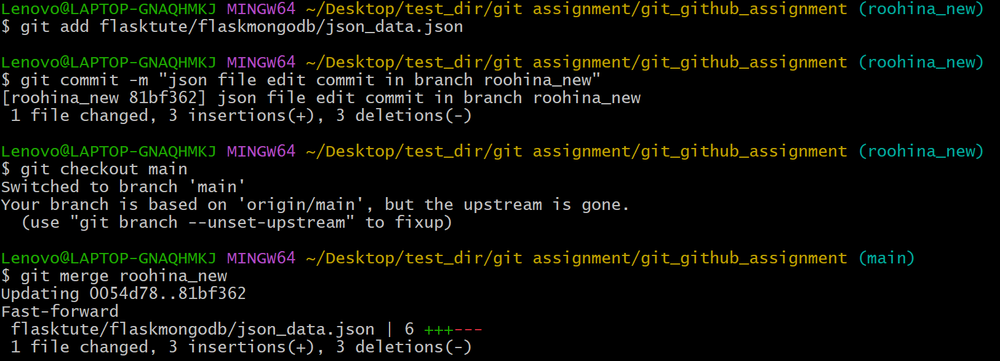 Lenovo@LAPTOP-GNAQHMKJ MINGW64 ~/Desktop/test_dir/git assignment/git_github_assignment (roohina_new)
$ git add flasktute/flaskmongodb/json_data.json
Lenovo@LAPTOP-GNAQHMKJ MINGW64 ~/Desktop/test_dir/git assignment/git_github_assignment (roohina_new)
$ git commit -m "json file edit commit in branch roohina_new"
[roohina_new 81bf362] json file edit commit in branch roohina_new
 1 file changed, 3 insertions(+), 3 deletions(-)
Lenovo@LAPTOP-GNAQHMKJ MINGW64 ~/Desktop/test_dir/git assignment/git_github_assignment (roohina_new)
$ git checkout main
Switched to branch 'main'
Your branch is based on 'origin/main', but the upstream is gone.
  (use "git branch --unset-upstream" to fixup)
Lenovo@LAPTOP-GNAQHMKJ MINGW64 ~/Desktop/test_dir/git assignment/git_github_assignment (main)
$ git merge roohina_new
Updating 0054d78..81bf362
Fast-forward
 flasktute/flaskmongodb/json_data.json | 6 +++---
 1 file changed, 3 insertions(+), 3 deletions(-)